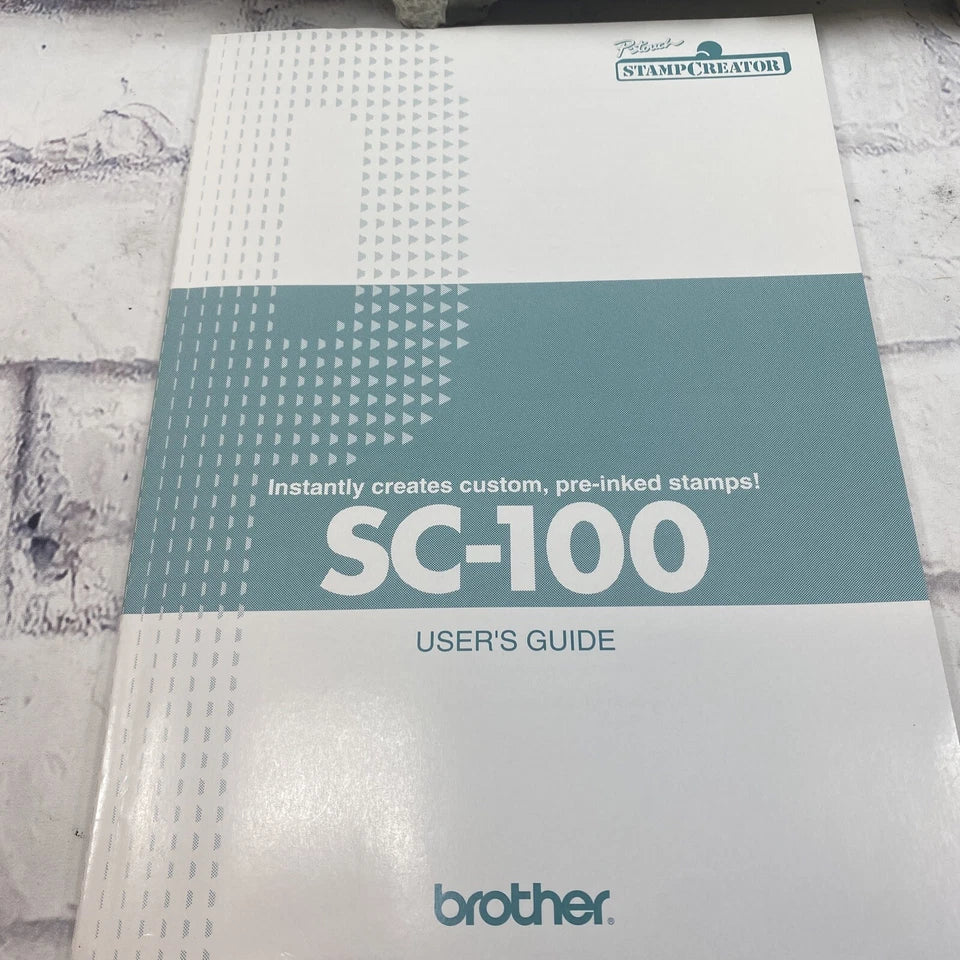 P-touch
STAMPCREATOR
Instantly creates custom, pre-inked stamps!
SC-100
USER'S GUIDE
brother®